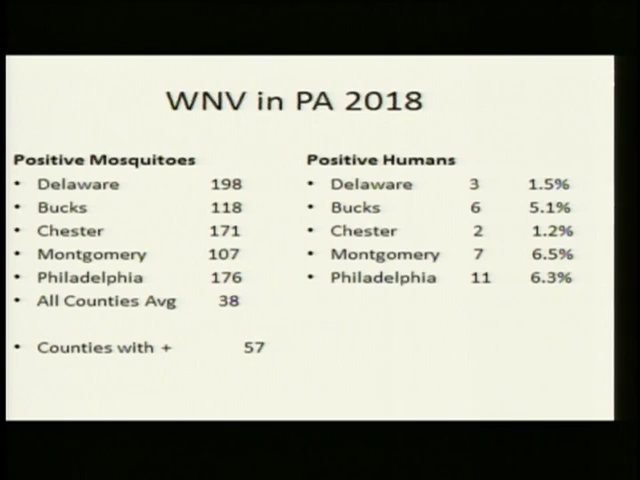 WNV in PA 2018
Positive Mosquitoes
• Delaware 198
• Bucks 118
• Chester 171
• Montgomery 107
• Philadelphia 176
• All Counties Avg 38
• Counties with + 57
Positive Humans
• Delaware 3 1.5%
• Bucks 6 5.1%
• Chester 2 1.2%
• Montgomery 7 6.5%
• Philadelphia 11 6.3%